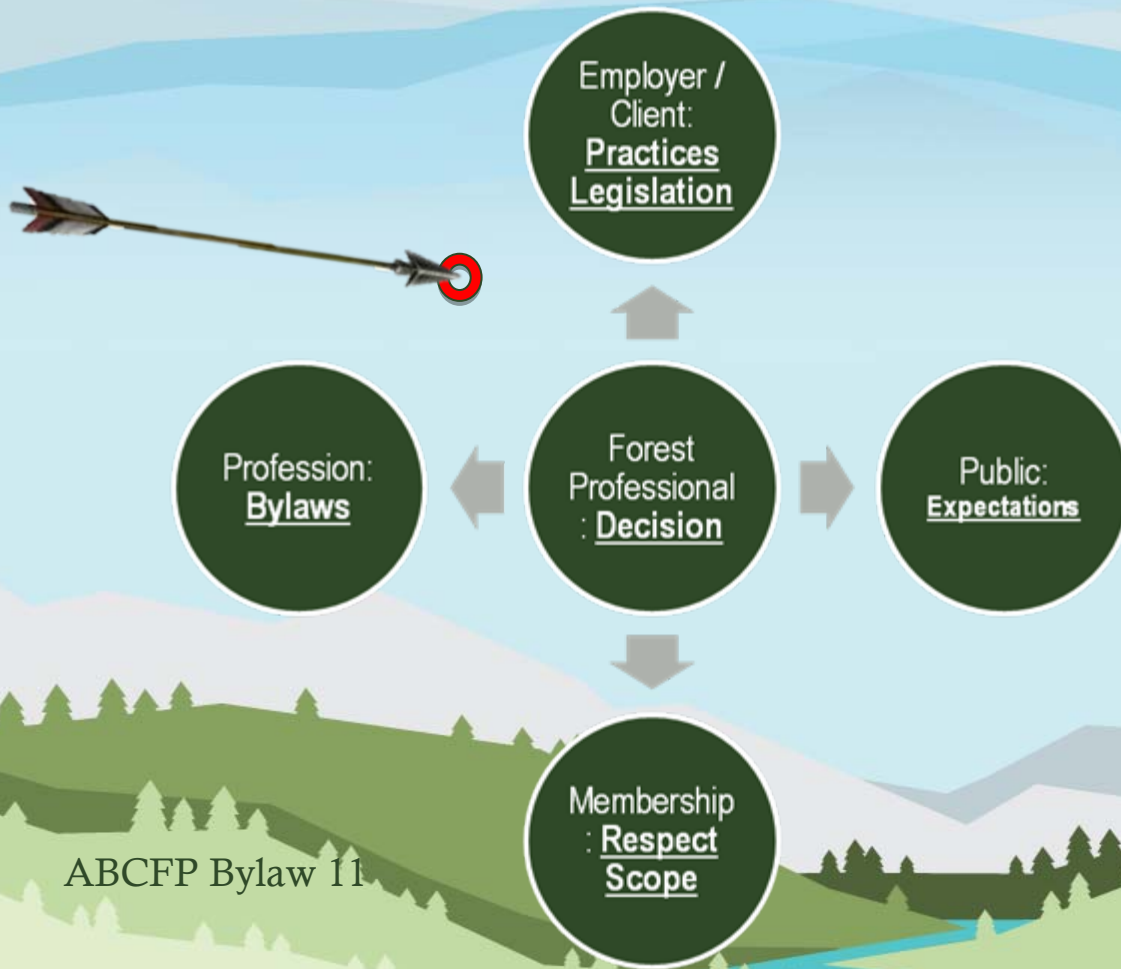 Employer /
Client:
Practices
Legislation
Profession:
Bylaws
Forest
Professional
: Decision
Public:
Expectations
Membership
: Respect
Scope
ABCFP Bylaw 11